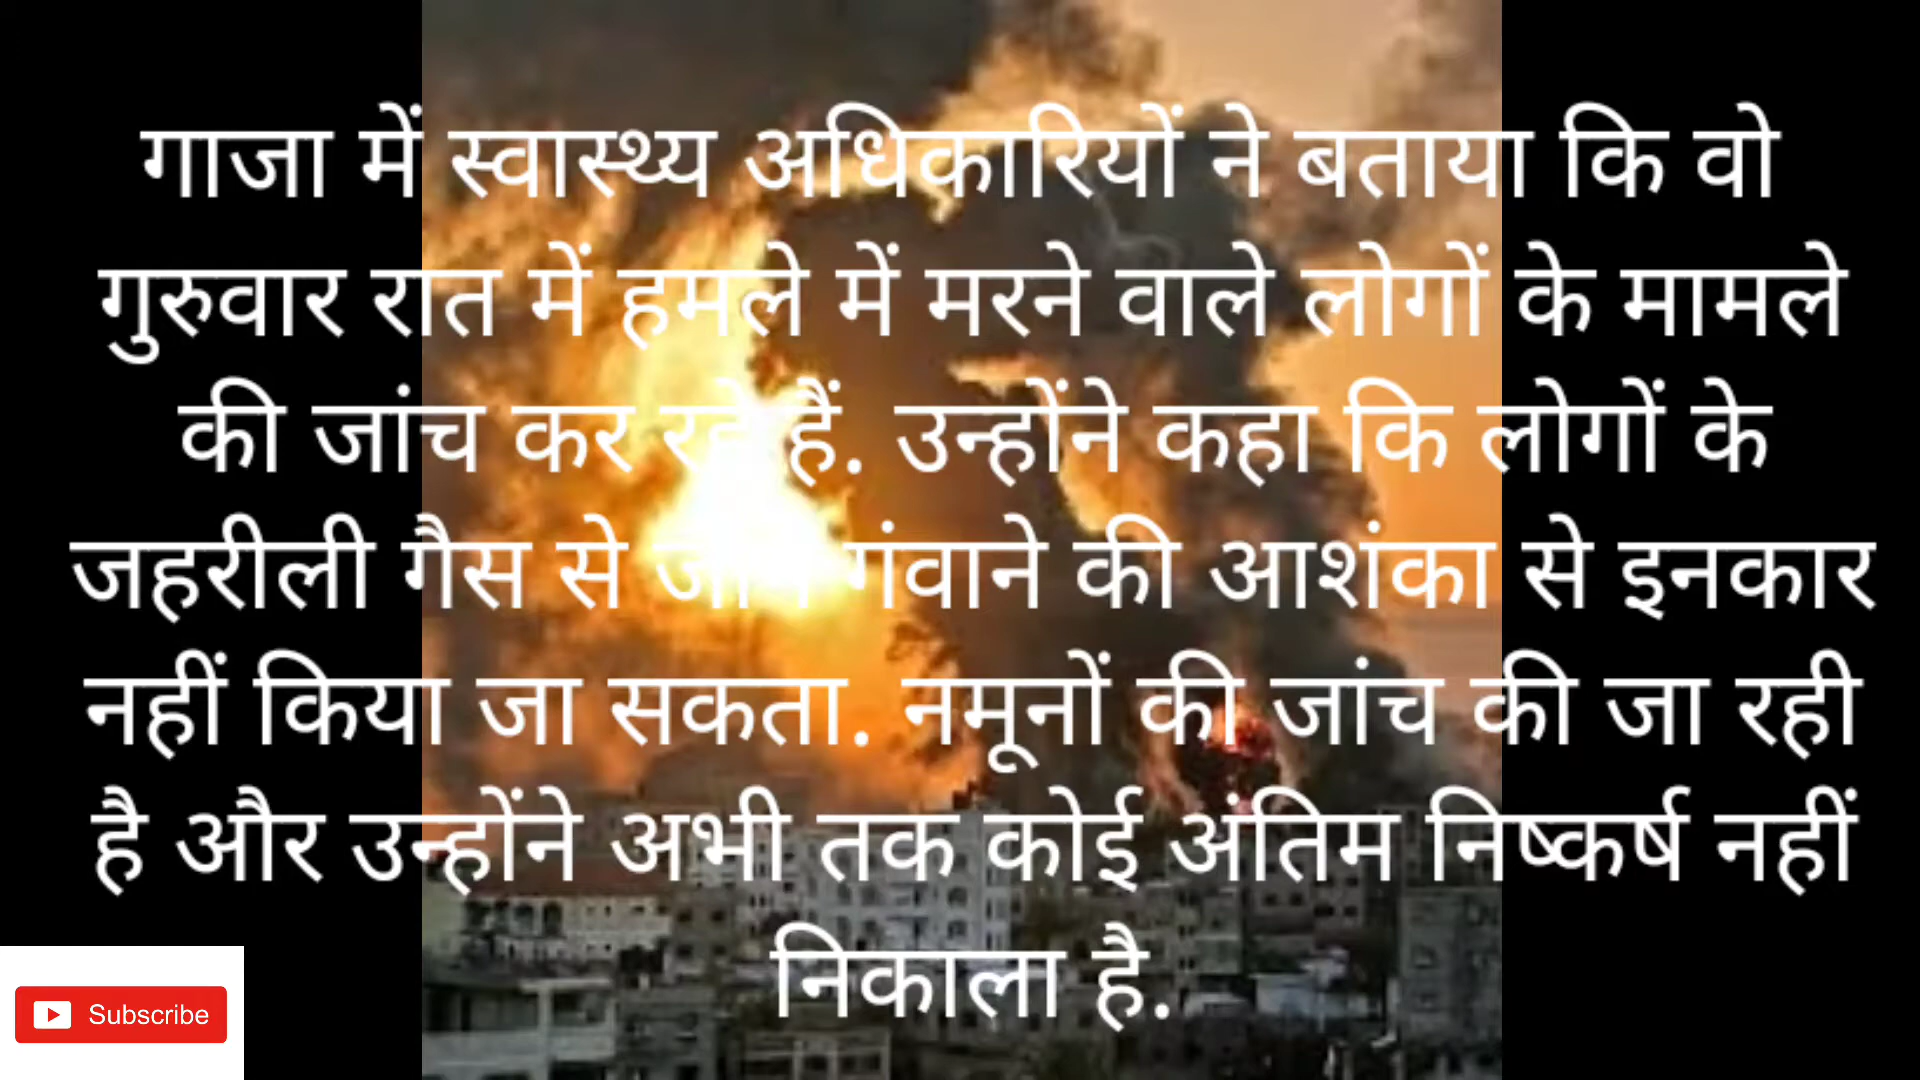 गाजा में स्वास्थ्य अधिकारियों ने बताया कि वो
गुरुवार रात में हमले में मरने वाले लोगों के मामले
की जांच कर रहे हैं. उन्होंने कहा कि लोगों के
जहरीली गैस से जान गंवाने की आशंका से इनकार
नहीं किया जा सकता. नमूनों की जांच की जा रही
है और उन्होंने अभी तक कोई अंतिम निष्कर्ष नहीं
निकाला है.
Subscribe